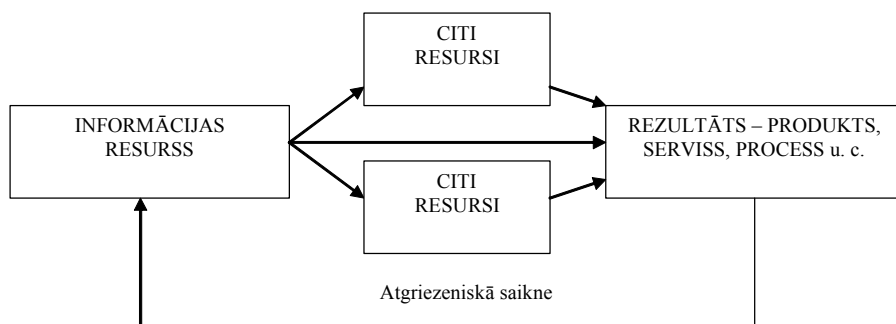 CITI
RESURSI
INFORMĀCIJAS
RESURSS
REZULTĀTS – PRODUKTS,
SERVISS, PROCESS u. c.
CITI
RESURSI
Atgriezeniskā saikne